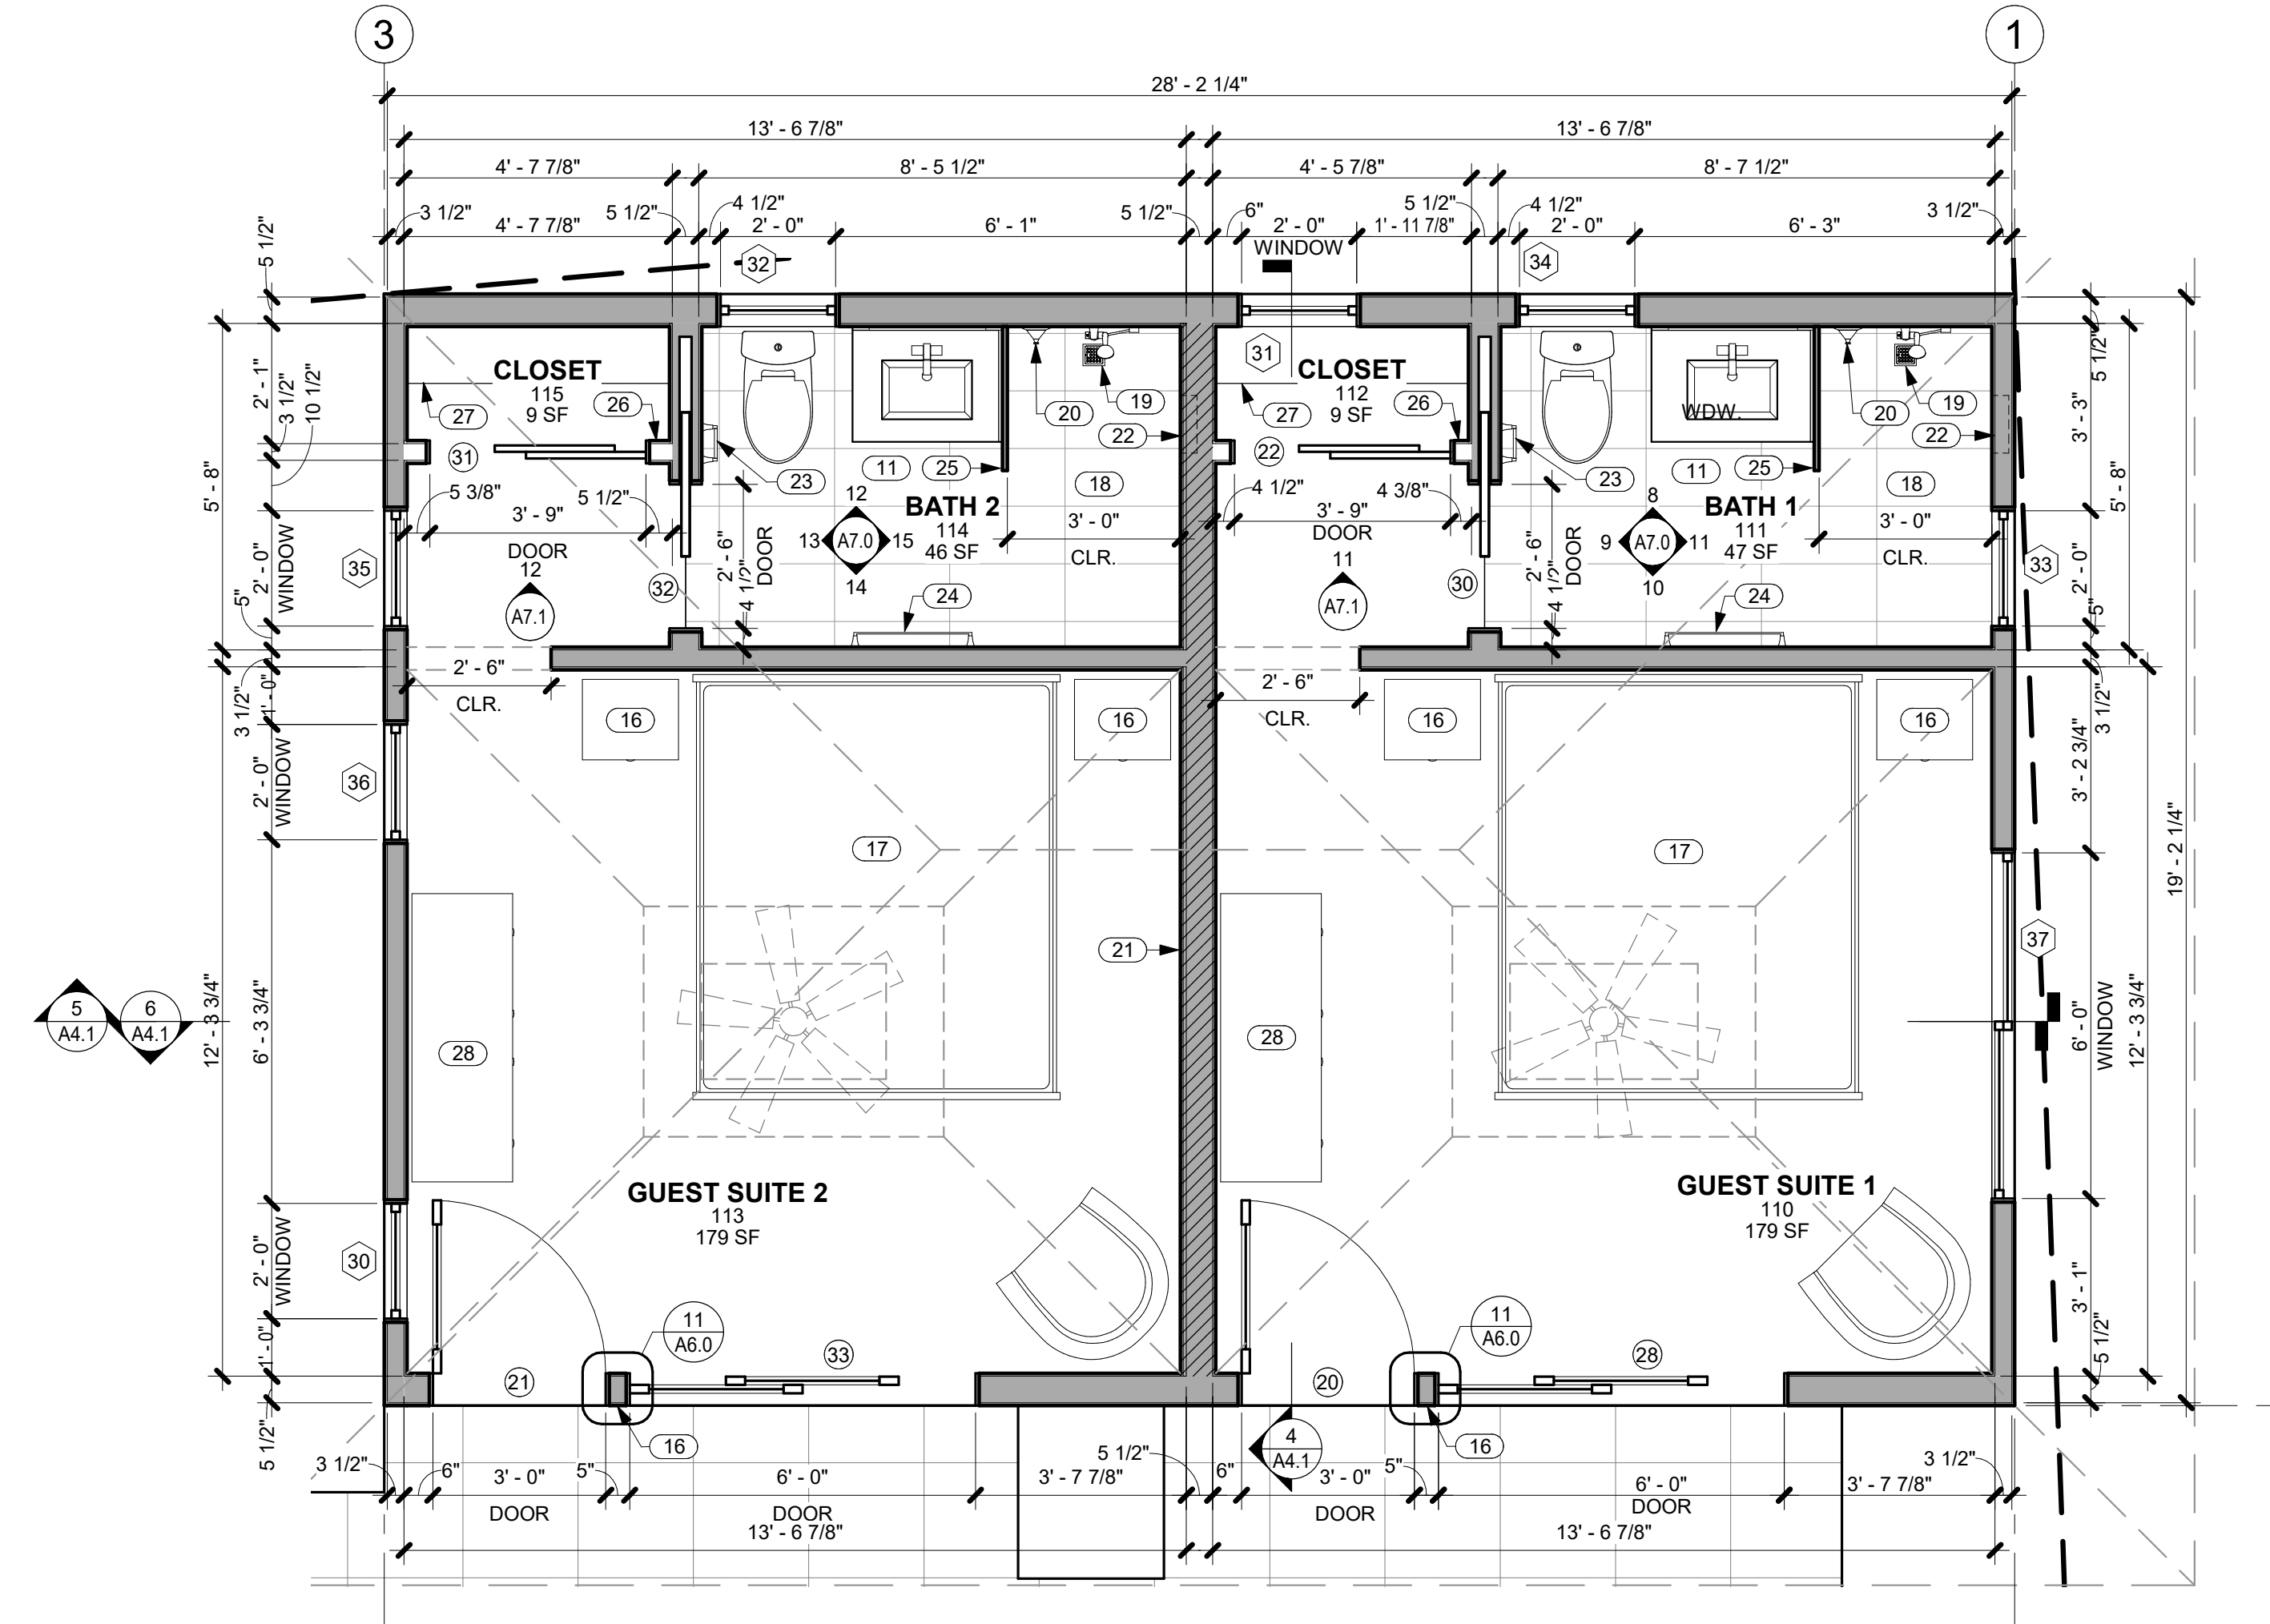 3 1
28' - 2 1/4"
13' - 6 7/8" 13' - 6 7/8"
4' - 7 7/8" 8' - 5 1/2" 4' - 5 7/8" 8' - 7 1/2"
3 1/2" 4' - 7 7/8" 5 1/2" 4 1/2" 2' - 0" 6' - 1" 5 1/2" 6" 2' - 0" 1' - 11 7/8" 5 1/2" 4 1/2" 2' - 0" 6' - 3" 3 1/2"
WINDOW
32 34
5 1/2"
2' - 1"
3 1/2"
10 1/2"
5' - 8"
2' - 0"
WINDOW
5"
3 1/2"
1' - 0"
2' - 0"
WINDOW
12' - 3 3/4"
6' - 3 3/4"
2' - 0"
WINDOW
1' - 0"
5 1/2"
35
36
30
5
A4.1
6
A4.1
CLOSET
115
9 SF
27
26
31
5 3/8"
3' - 9"
5 1/2"
DOOR
12
A7.1
32
2' - 6"
DOOR
4 1/2"
23
11
25
20
19
22
18
BATH 2
114
46 SF
12
13 A7.0 15
14
3' - 0"
CLR.
24
31
CLOSET
112
9 SF
27
26
22
4 1/2"
3' - 9"
4 3/8"
DOOR
11
A7.1
30
2' - 6"
DOOR
4 1/2"
23
WDW.
11
25
20
19
22
18
BATH 1
111
47 SF
8
9 A7.0 11
10
3' - 0"
CLR.
24
2' - 6"
CLR.
16
16
17
28
21
GUEST SUITE 2
113
179 SF
2' - 6"
CLR.
16
16
17
28
GUEST SUITE 1
110
179 SF
11
A6.0
33
21
16
11
A6.0
28
20
16
4
A4.1
5 1/2"
3' - 3"
5' - 8"
33
2' - 0"
5"
3 1/2"
3' - 2 3/4"
19' - 2 1/4"
37
6' - 0"
WINDOW
12' - 3 3/4"
3' - 1"
5 1/2"
3 1/2" 6" 3' - 0" 5" 6' - 0" 3' - 7 7/8" 5 1/2" 6" 3' - 0" 5" 6' - 0" 3' - 7 7/8" 3 1/2"
DOOR DOOR DOOR DOOR
13' - 6 7/8" 13' - 6 7/8"